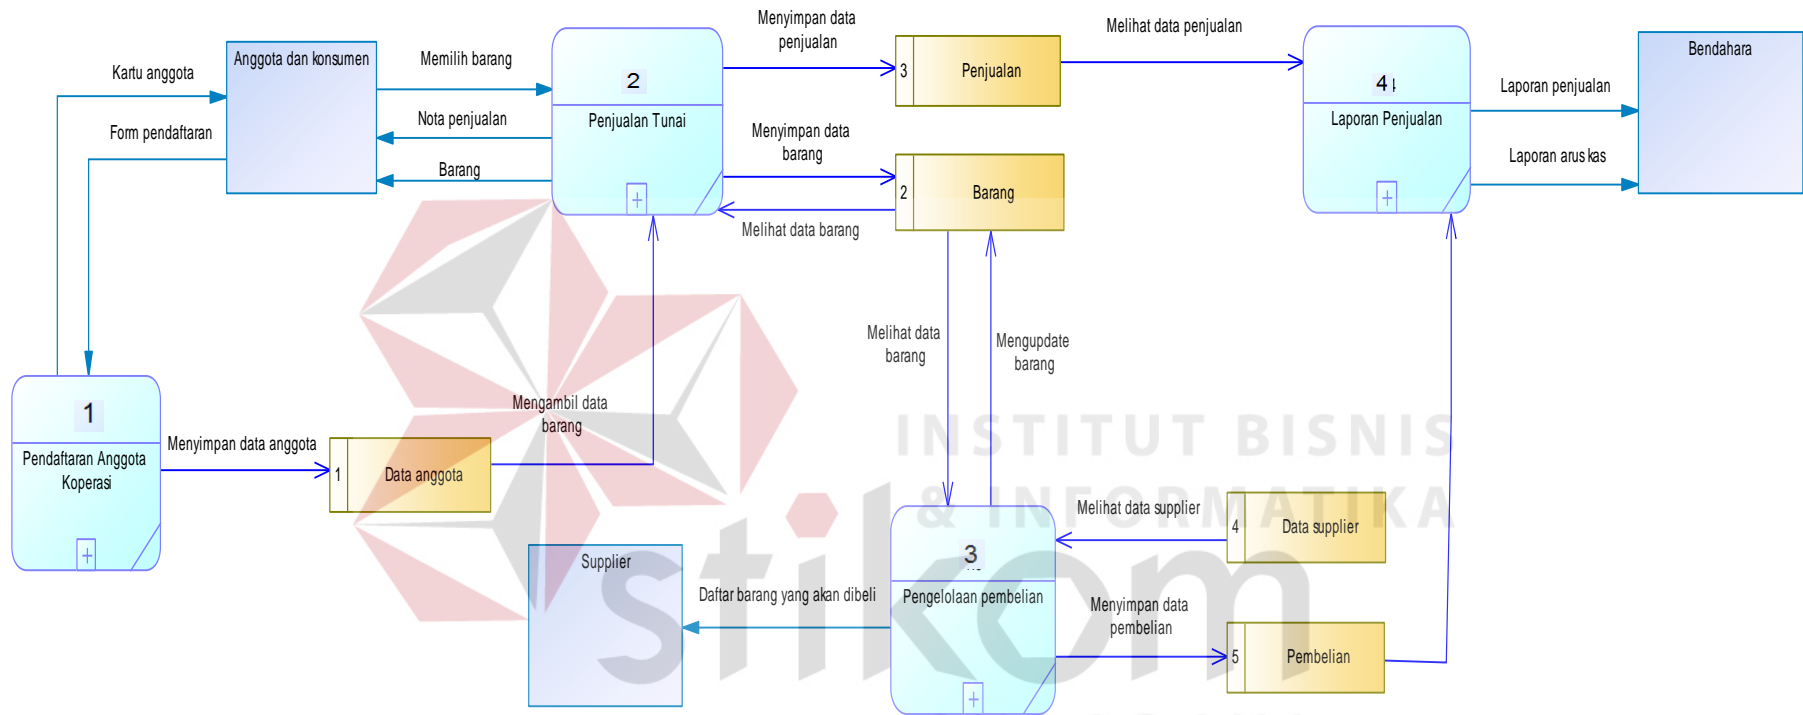 Menyimpan data
penjualan
Melihat data penjualan
Kartu anggota
Anggota dan konsumen
Memilih barang
2
3
Penjualan
4
Bendahara
Laporan penjualan
Form pendaftaran
Nota penjualan
Penjualan Tunai
Menyimpan data
barang
Laporan Penjualan
Laporan arus kas
Barang
2
Barang
Melihat data barang
Melihat data
barang
Mengupdate
barang
1
Mengambil data
barang
INSTITUT BISNIS
& INFORMATIKA
Pendaftaran Anggota
Koperasi
Menyimpan data anggota
1
Data anggota
Melihat data supplier
4
Data supplier
stikom
Supplier
3
Daftar barang yang akan dibeli
Pengelolaan pembelian
Menyimpan data
pembelian
5
Pembelian